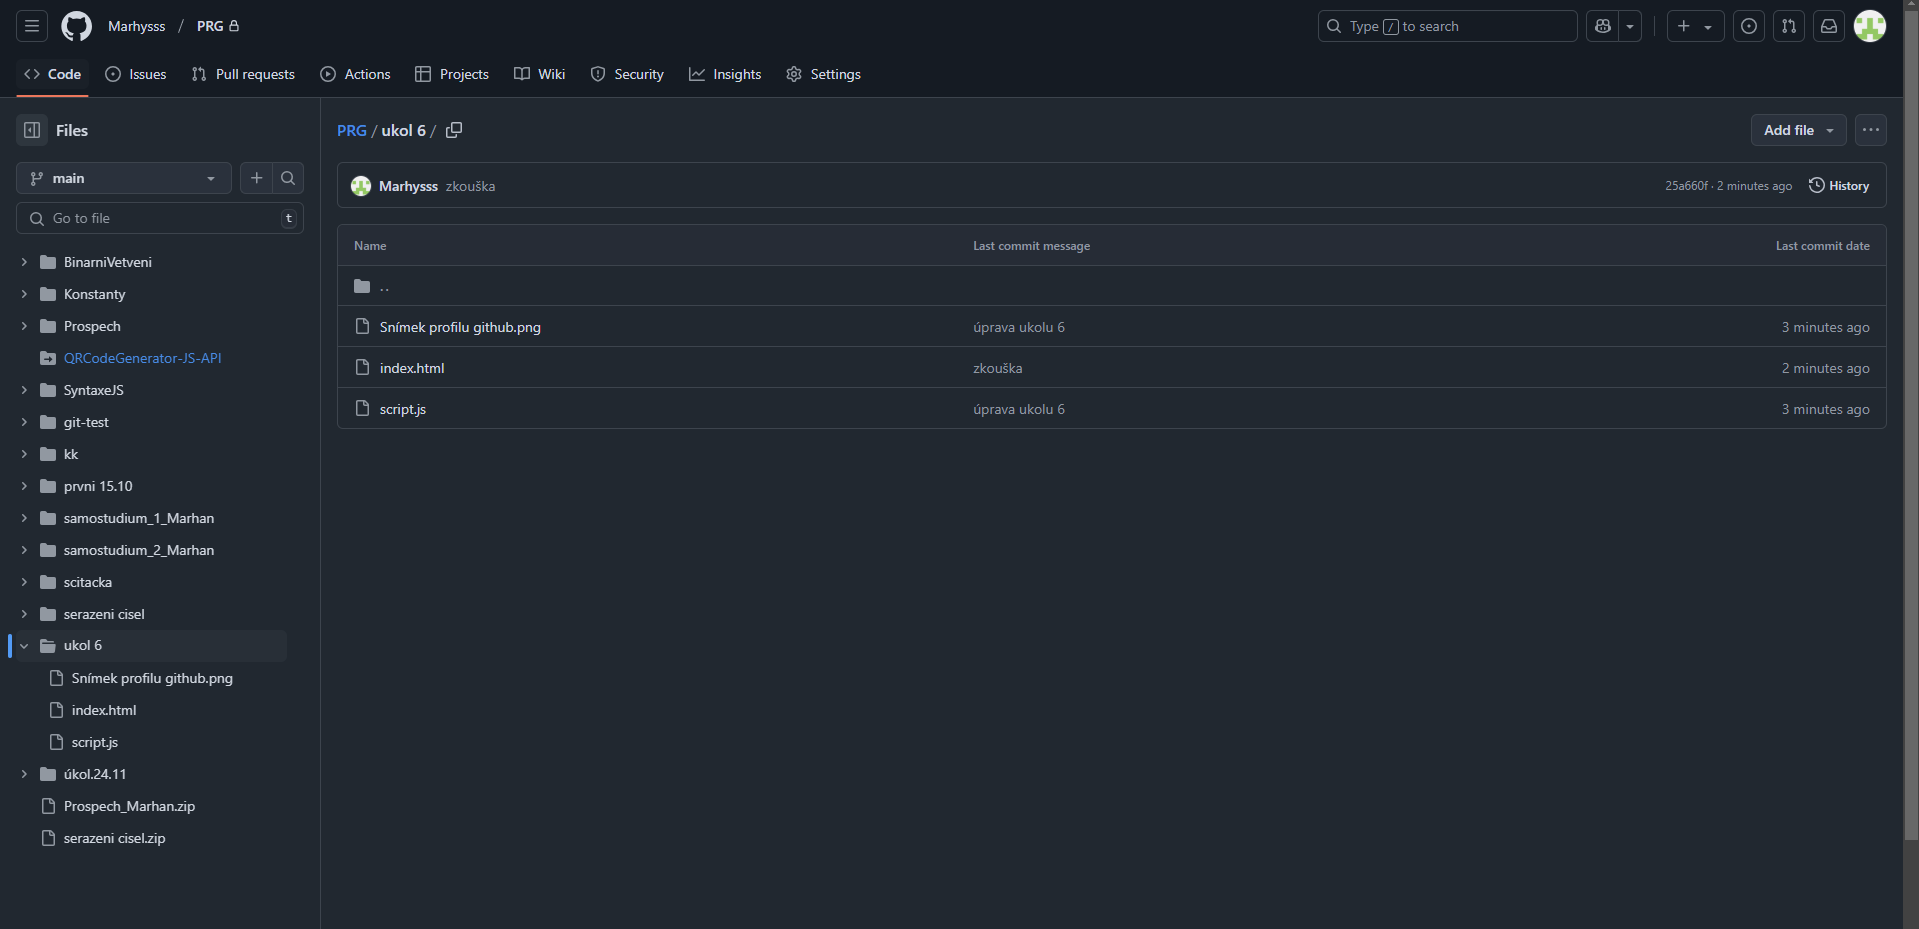 Marhysss / PRG
Type / to search
Code Issues Pull requests Actions Projects Wiki Security Insights Settings
Files
main
Go to file t
BinarniVetveni
Konstanty
Prospech
QRCodeGenerator-JS-API
SyntaxeJS
git-test
kk
prvni 15.10
samostudium_1_Marhan
samostudium_2_Marhan
scitacka
serazeni cisel
ukol 6
Snímek profilu github.png
index.html
script.js
úkol.24.11
Prospech_Marhan.zip
serazeni cisel.zip
PRG / ukol 6 /
Add file
Marhysss zkouška
25a660f · 2 minutes ago History
Name Last commit message Last commit date
..
Snímek profilu github.png úprava ukolu 6 3 minutes ago
index.html zkouška 2 minutes ago
script.js úprava ukolu 6 3 minutes ago